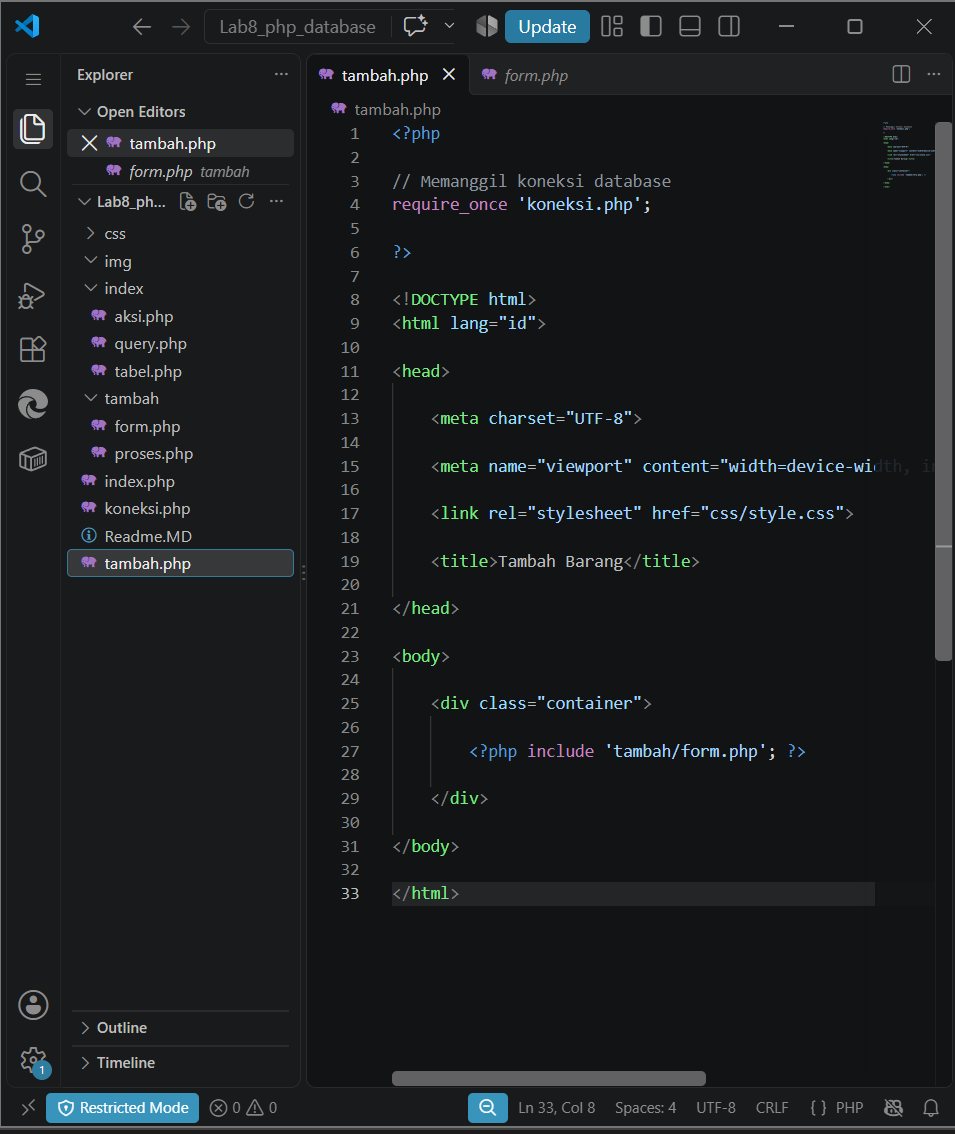 Lab8_php_database
Update
Explorer
tambah.php
form.php
Open Editors
tambah.php
form.php tambah
Lab8_ph...
css
img
index
aksi.php
query.php
tabel.php
tambah
form.php
proses.php
index.php
koneksi.php
Readme.MD
tambah.php
Outline
Timeline
tambah.php
1 <?php
2
3 // Memanggil koneksi database
4 require_once 'koneksi.php';
5
6 ?>
7
8 <!DOCTYPE html>
9 <html lang="id">
10
11 <head>
12
13 <meta charset="UTF-8">
14
15 <meta name="viewport" content="width=device-width, in
16
17 <link rel="stylesheet" href="css/style.css">
18
19 <title>Tambah Barang</title>
20
21 </head>
22
23 <body>
24
25 <div class="container">
26
27 <?php include 'tambah/form.php'; ?>
28
29 </div>
30
31 </body>
32
33 </html>
1
Restricted Mode 0 0 Ln 33, Col 8 Spaces: 4 UTF-8 CRLF { } PHP